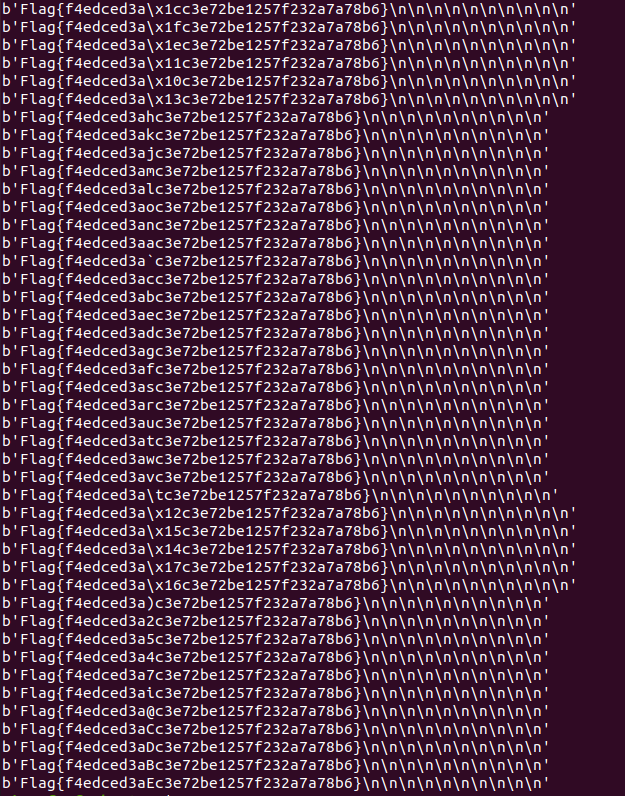 b'Flag{f4edced3a\x1cc3e72be1257f232a7a78b6}\n\n\n\n\n\n\n\n\n\n'
b'Flag{f4edced3a\x1fc3e72be1257f232a7a78b6}\n\n\n\n\n\n\n\n\n\n'
b'Flag{f4edced3a\x1ec3e72be1257f232a7a78b6}\n\n\n\n\n\n\n\n\n\n'
b'Flag{f4edced3a\x11c3e72be1257f232a7a78b6}\n\n\n\n\n\n\n\n\n\n'
b'Flag{f4edced3a\x10c3e72be1257f232a7a78b6}\n\n\n\n\n\n\n\n\n\n'
b'Flag{f4edced3a\x13c3e72be1257f232a7a78b6}\n\n\n\n\n\n\n\n\n\n'
b'Flag{f4edced3ahc3e72be1257f232a7a78b6}\n\n\n\n\n\n\n\n\n\n'
b'Flag{f4edced3akc3e72be1257f232a7a78b6}\n\n\n\n\n\n\n\n\n\n'
b'Flag{f4edced3ajc3e72be1257f232a7a78b6}\n\n\n\n\n\n\n\n\n\n'
b'Flag{f4edced3amc3e72be1257f232a7a78b6}\n\n\n\n\n\n\n\n\n\n'
b'Flag{f4edced3alc3e72be1257f232a7a78b6}\n\n\n\n\n\n\n\n\n\n'
b'Flag{f4edced3aoc3e72be1257f232a7a78b6}\n\n\n\n\n\n\n\n\n\n'
b'Flag{f4edced3anc3e72be1257f232a7a78b6}\n\n\n\n\n\n\n\n\n\n'
b'Flag{f4edced3aac3e72be1257f232a7a78b6}\n\n\n\n\n\n\n\n\n\n'
b'Flag{f4edced3a`c3e72be1257f232a7a78b6}\n\n\n\n\n\n\n\n\n\n'
b'Flag{f4edced3acc3e72be1257f232a7a78b6}\n\n\n\n\n\n\n\n\n\n'
b'Flag{f4edced3abc3e72be1257f232a7a78b6}\n\n\n\n\n\n\n\n\n\n'
b'Flag{f4edced3aec3e72be1257f232a7a78b6}\n\n\n\n\n\n\n\n\n\n'
b'Flag{f4edced3adc3e72be1257f232a7a78b6}\n\n\n\n\n\n\n\n\n\n'
b'Flag{f4edced3agc3e72be1257f232a7a78b6}\n\n\n\n\n\n\n\n\n\n'
b'Flag{f4edced3afc3e72be1257f232a7a78b6}\n\n\n\n\n\n\n\n\n\n'
b'Flag{f4edced3asc3e72be1257f232a7a78b6}\n\n\n\n\n\n\n\n\n\n'
b'Flag{f4edced3arc3e72be1257f232a7a78b6}\n\n\n\n\n\n\n\n\n\n'
b'Flag{f4edced3auc3e72be1257f232a7a78b6}\n\n\n\n\n\n\n\n\n\n'
b'Flag{f4edced3atc3e72be1257f232a7a78b6}\n\n\n\n\n\n\n\n\n\n'
b'Flag{f4edced3awc3e72be1257f232a7a78b6}\n\n\n\n\n\n\n\n\n\n'
b'Flag{f4edced3avc3e72be1257f232a7a78b6}\n\n\n\n\n\n\n\n\n\n'
b'Flag{f4edced3a\tc3e72be1257f232a7a78b6}\n\n\n\n\n\n\n\n\n\n'
b'Flag{f4edced3a\x12c3e72be1257f232a7a78b6}\n\n\n\n\n\n\n\n\n\n'
b'Flag{f4edced3a\x15c3e72be1257f232a7a78b6}\n\n\n\n\n\n\n\n\n\n'
b'Flag{f4edced3a\x14c3e72be1257f232a7a78b6}\n\n\n\n\n\n\n\n\n\n'
b'Flag{f4edced3a\x17c3e72be1257f232a7a78b6}\n\n\n\n\n\n\n\n\n\n'
b'Flag{f4edced3a\x16c3e72be1257f232a7a78b6}\n\n\n\n\n\n\n\n\n\n'
b'Flag{f4edced3a)c3e72be1257f232a7a78b6}\n\n\n\n\n\n\n\n\n\n'
b'Flag{f4edced3a2c3e72be1257f232a7a78b6}\n\n\n\n\n\n\n\n\n\n'
b'Flag{f4edced3a5c3e72be1257f232a7a78b6}\n\n\n\n\n\n\n\n\n\n'
b'Flag{f4edced3a4c3e72be1257f232a7a78b6}\n\n\n\n\n\n\n\n\n\n'
b'Flag{f4edced3a7c3e72be1257f232a7a78b6}\n\n\n\n\n\n\n\n\n\n'
b'Flag{f4edced3aic3e72be1257f232a7a78b6}\n\n\n\n\n\n\n\n\n\n'
b'Flag{f4edced3a@c3e72be1257f232a7a78b6}\n\n\n\n\n\n\n\n\n\n'
b'Flag{f4edced3aCc3e72be1257f232a7a78b6}\n\n\n\n\n\n\n\n\n\n'
b'Flag{f4edced3aDc3e72be1257f232a7a78b6}\n\n\n\n\n\n\n\n\n\n'
b'Flag{f4edced3aBc3e72be1257f232a7a78b6}\n\n\n\n\n\n\n\n\n\n'
b'Flag{f4edced3aEc3e72be1257f232a7a78b6}\n\n\n\n\n\n\n\n\n\n'